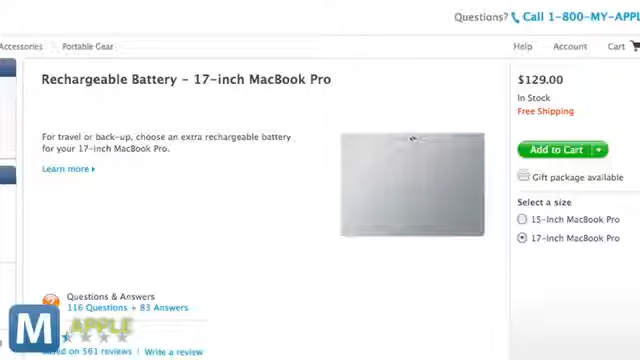 Questions? Call 1-800-MY-APPL
Accessories Portable Gear Help Account Cart
Rechargeable Battery - 17-inch MacBook Pro
$129.00
In Stock
Free Shipping
For travel or back-up, choose an extra rechargeable battery
for your 17-inch MacBook Pro.
Learn more
Add to Cart
Gift package available
Select a size
15-Inch MacBook Pro
17-Inch MacBook Pro
Questions & Answers
116 Questions + 83 Answers
M APPLE
Based on 561 reviews Write a review